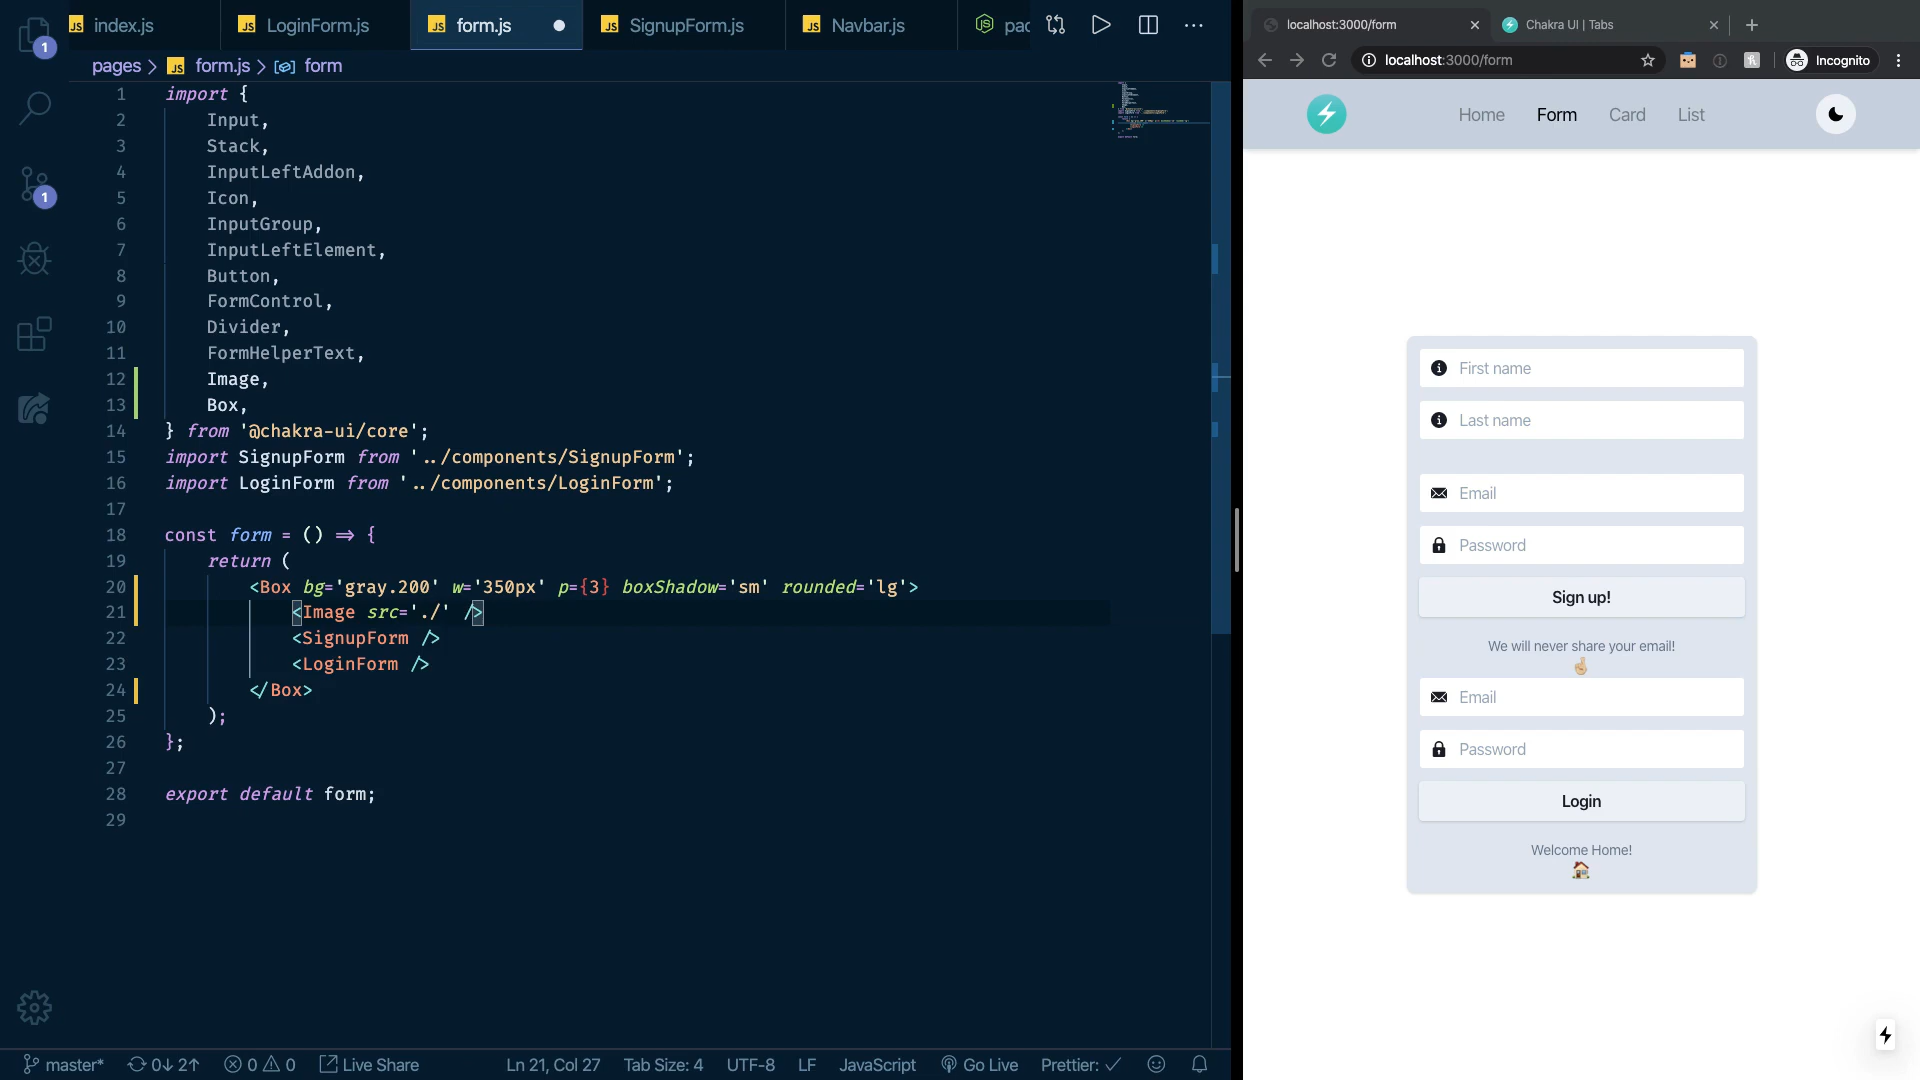 index.js
LoginForm.js
form.js
SignupForm.js
Navbar.js
pac
pages > form.js > form
1 import {
2 Input,
3 Stack,
4 InputLeftAddon,
5 Icon,
6 InputGroup,
7 InputLeftElement,
8 Button,
9 FormControl,
10 Divider,
11 FormHelperText,
12 Image,
13 Box,
14 } from '@chakra-ui/core';
15 import SignupForm from '../components/SignupForm';
16 import LoginForm from '../components/LoginForm';
17
18 const form = () => {
19 return (
20 <Box bg='gray.200' w='350px' p={3} boxShadow='sm' rounded='lg'>
21 <Image src='./' />
22 <SignupForm />
23 <LoginForm />
24 </Box>
25 );
26 };
27
28 export default form;
29
1
1
master* 0↓ 2↑ 0 0 Live Share Ln 21, Col 27 Tab Size: 4 UTF-8 LF JavaScript Go Live Prettier: ✓
localhost:3000/form
Chakra UI | Tabs
localhost:3000/form
Incognito
Home Form Card List
First name
Last name
Email
Password
Sign up!
We will never share your email!
☝🏼
Email
Password
Login
Welcome Home!
🏠